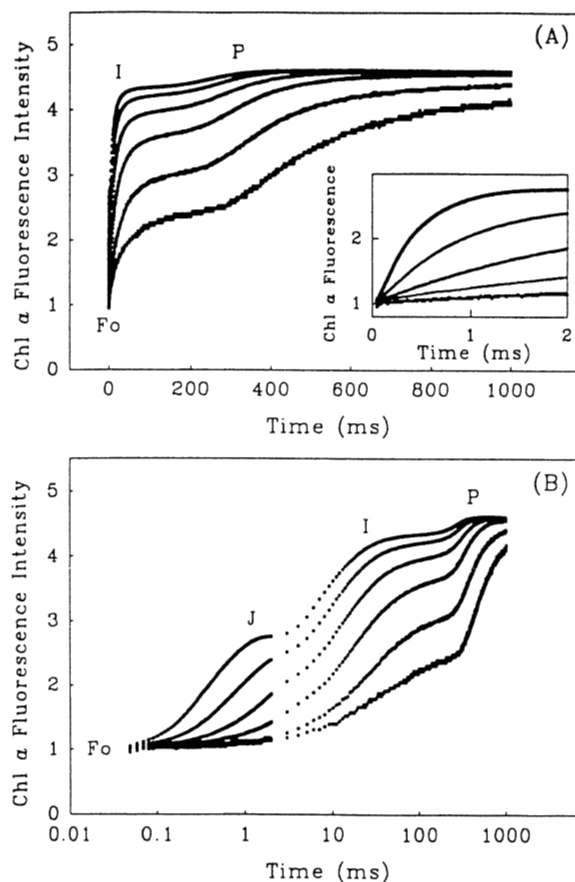 (A)
5
4
3
2
1
0
Chl a Fluorescence Intensity
I
P
Fo
0 200 400 600 800 1000
Time (ms)
Chl a Fluorescence
2
1
0 1 2
Time (ms)
(B)
5
4
3
2
1
0
Chl a Fluorescence Intensity
Fo
J
I
P
0.01 0.1 1 10 100 1000
Time (ms)